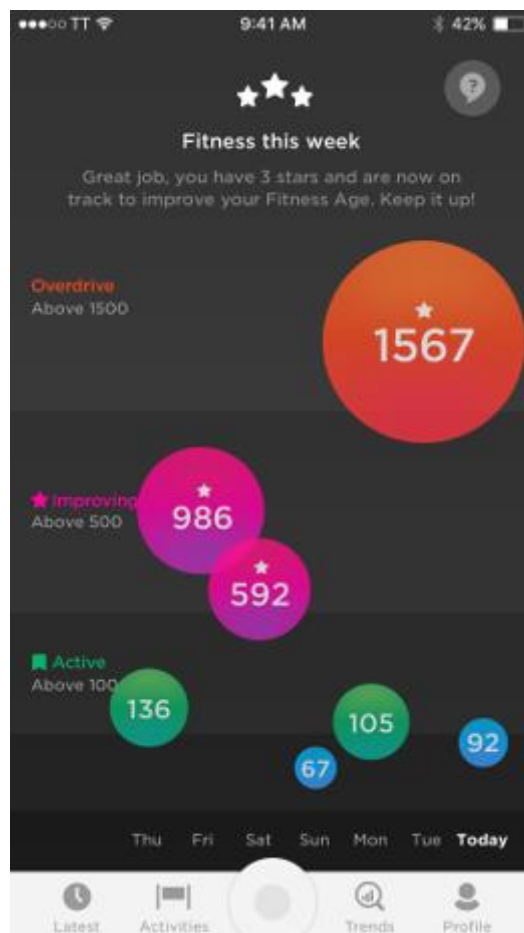 TT 9:41 AM 42%
?
Fitness this week
Great job, you have 3 stars and are now on
track to improve your Fitness Age. Keep it up!
Overdrive
Above 1500
1567
Improving
Above 500
986
592
Active
Above 100
136
105
92
67
Thu Fri Sat Sun Mon Tue Today
Latest Activities Trends Profile